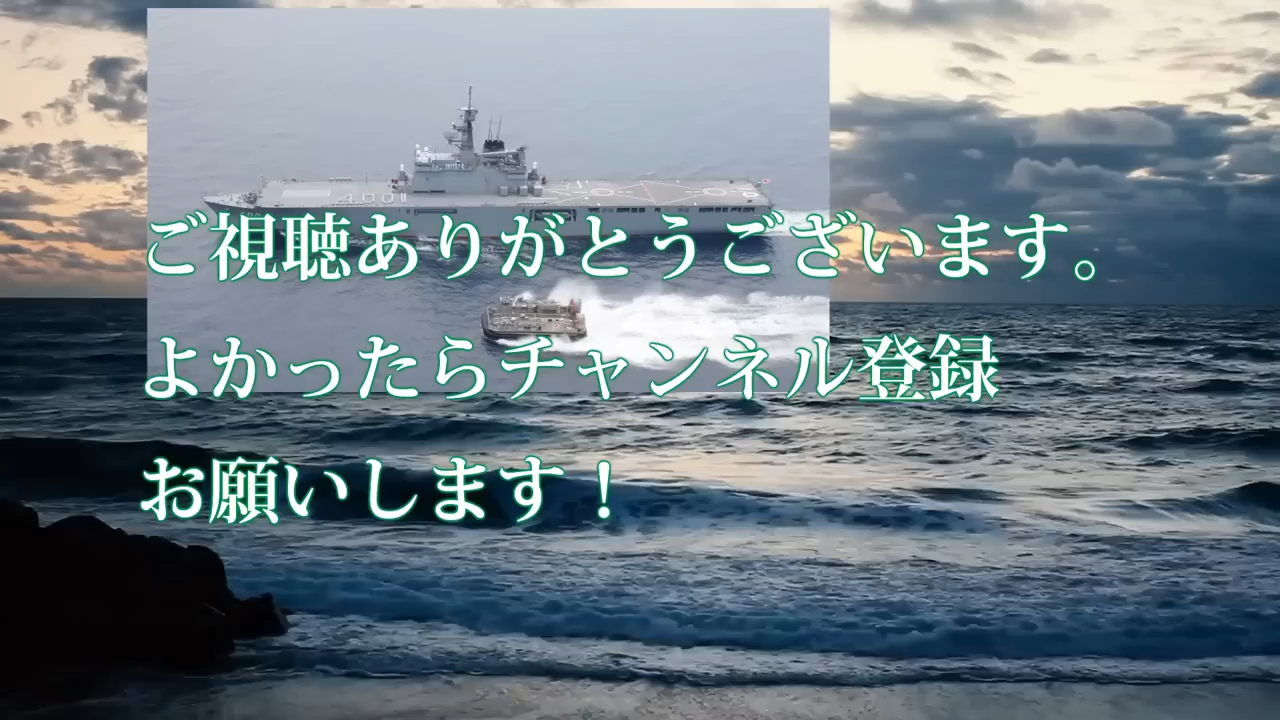 4001
ご視聴ありがとうございます。
よかったらチャンネル登録
お願いします！